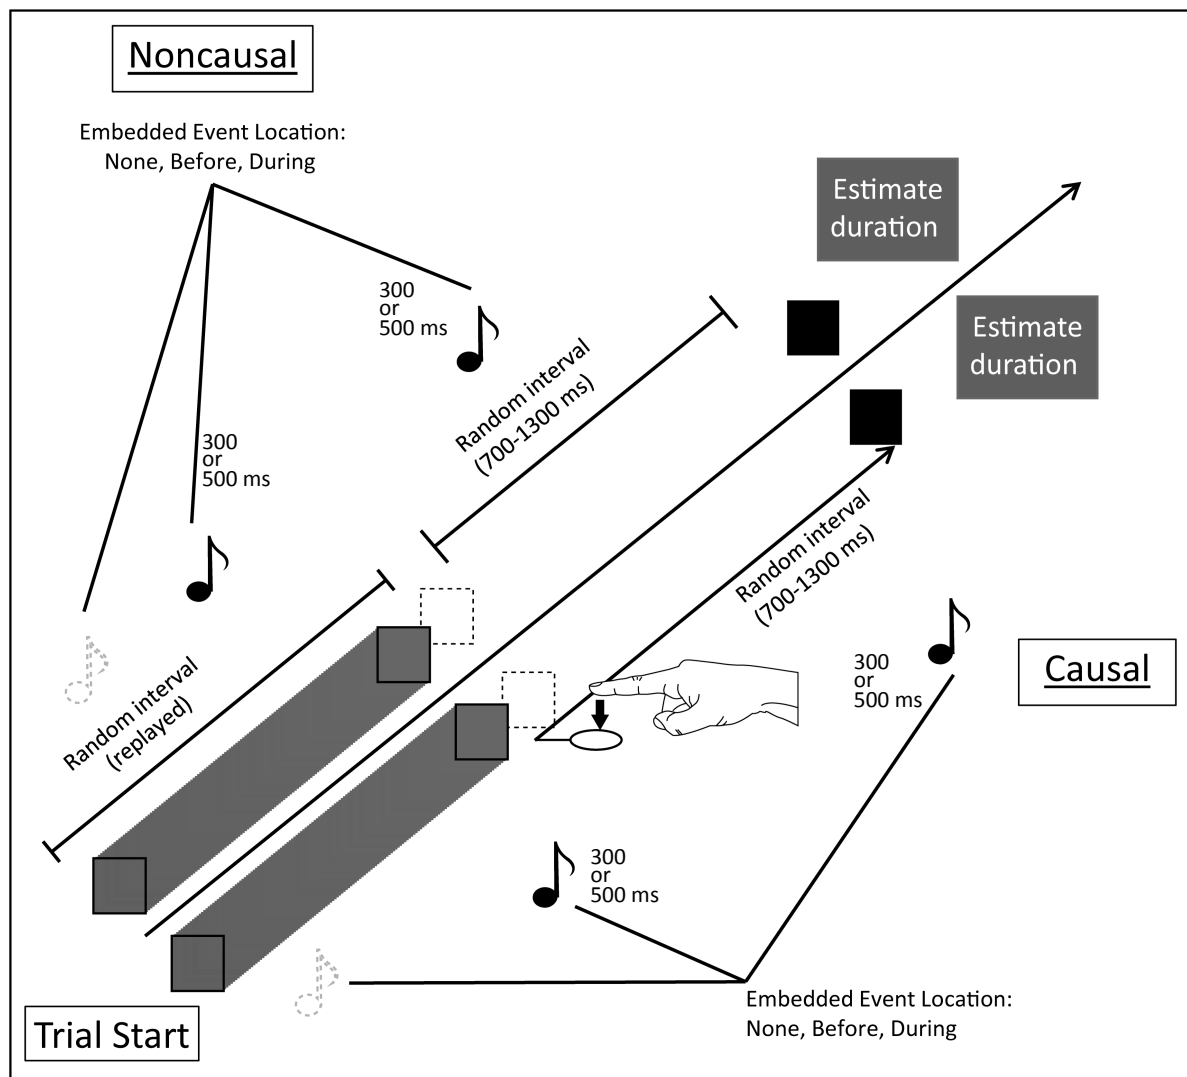 Noncausal
Embedded Event Location:
None, Before, During
300
or
500 ms
300
or
500 ms
Random interval
(700-1300 ms)
Estimate
duration
Estimate
duration
Random interval
(replayed)
Random interval
(700-1300 ms)
300
or
500 ms
Causal
300
or
500 ms
Embedded Event Location:
None, Before, During
Trial Start